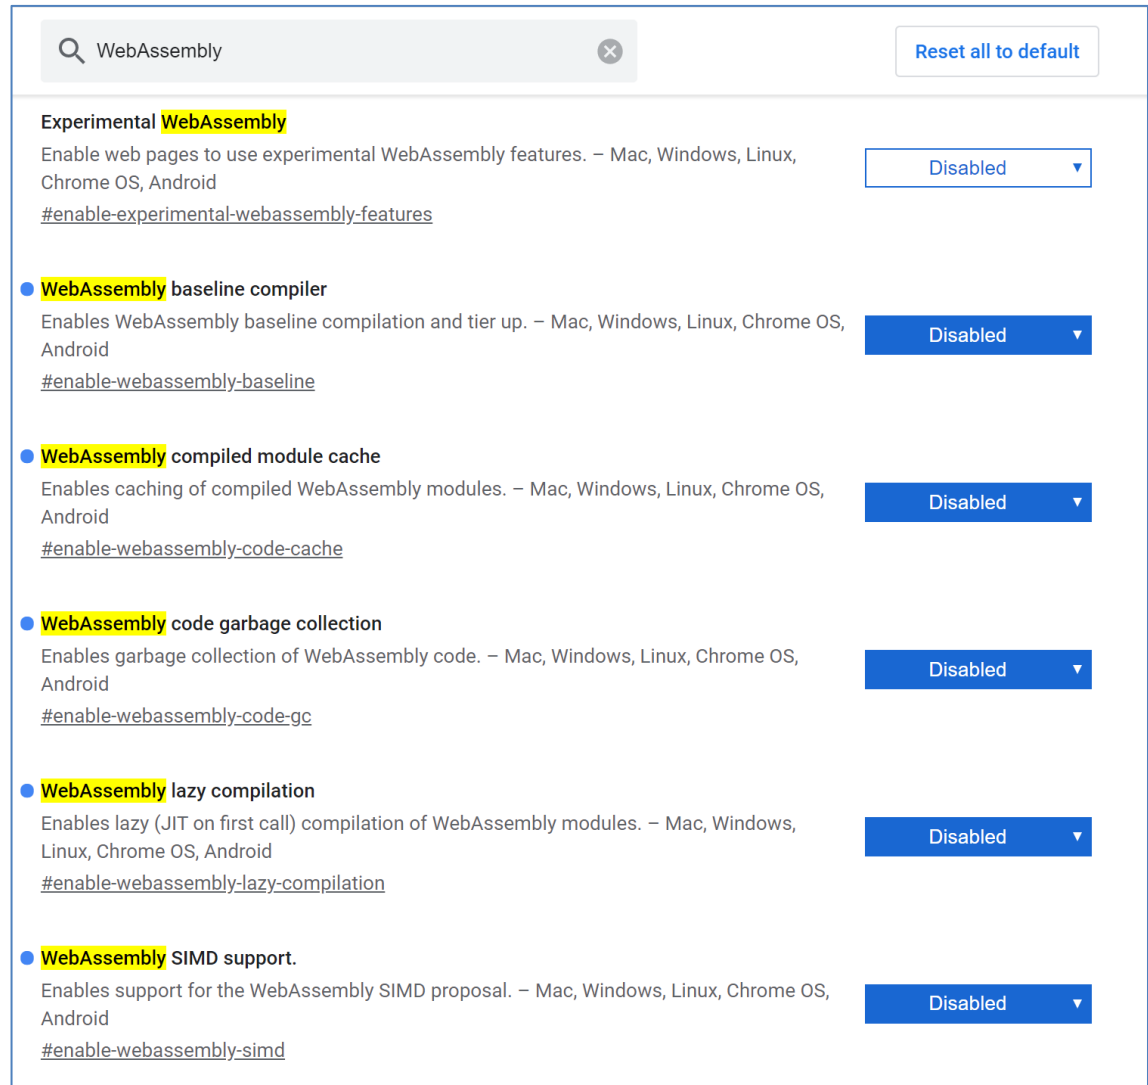 WebAssembly
Reset all to default
Experimental WebAssembly
Enable web pages to use experimental WebAssembly features. – Mac, Windows, Linux,
Chrome OS, Android
#enable-experimental-webassembly-features
Disabled
WebAssembly baseline compiler
Enables WebAssembly baseline compilation and tier up. – Mac, Windows, Linux, Chrome OS,
Android
#enable-webassembly-baseline
Disabled
WebAssembly compiled module cache
Enables caching of compiled WebAssembly modules. – Mac, Windows, Linux, Chrome OS,
Android
#enable-webassembly-code-cache
Disabled
WebAssembly code garbage collection
Enables garbage collection of WebAssembly code. – Mac, Windows, Linux, Chrome OS,
Android
#enable-webassembly-code-gc
Disabled
WebAssembly lazy compilation
Enables lazy (JIT on first call) compilation of WebAssembly modules. – Mac, Windows,
Linux, Chrome OS, Android
#enable-webassembly-lazy-compilation
Disabled
WebAssembly SIMD support.
Enables support for the WebAssembly SIMD proposal. – Mac, Windows, Linux, Chrome OS,
Android
#enable-webassembly-simd
Disabled